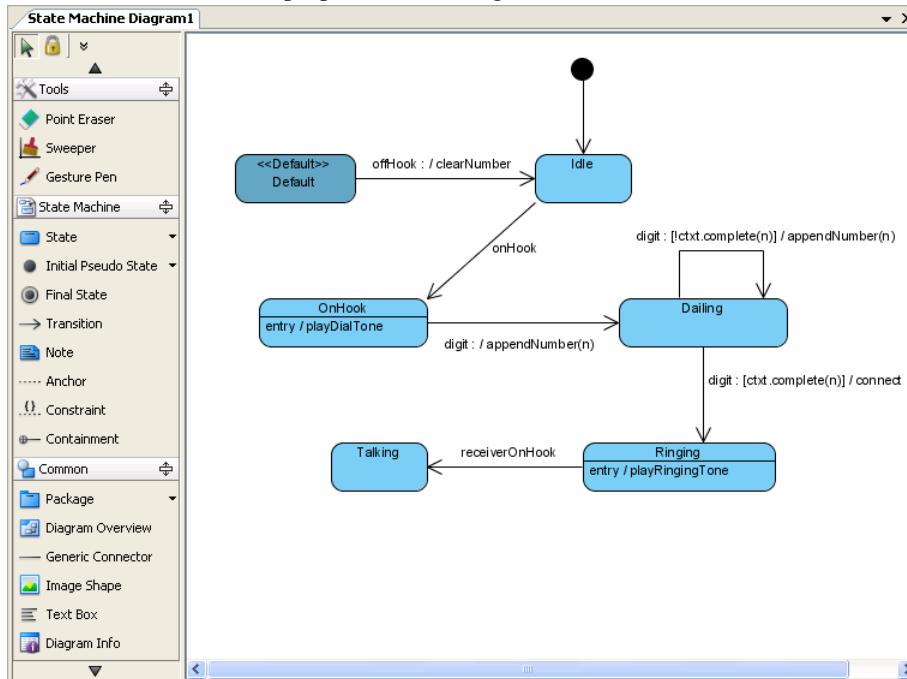 State Machine Diagram1
Tools
Point Eraser
Sweeper
Gesture Pen
State Machine
State
Initial Pseudo State
Final State
Transition
Note
Anchor
Constraint
Containment
Common
Package
Diagram Overview
Generic Connector
Image Shape
Text Box
Diagram Info
<<Default>>
Default
offHook : / clearNumber
Idle
onHook
digit : [!ctxt.complete(n)] / appendNumber(n)
OnHook
entry / playDialTone
digit : / appendNumber(n)
Dailing
digit : [ctxt.complete(n)] / connect
Talking
receiverOnHook
Ringing
entry / playRingingTone